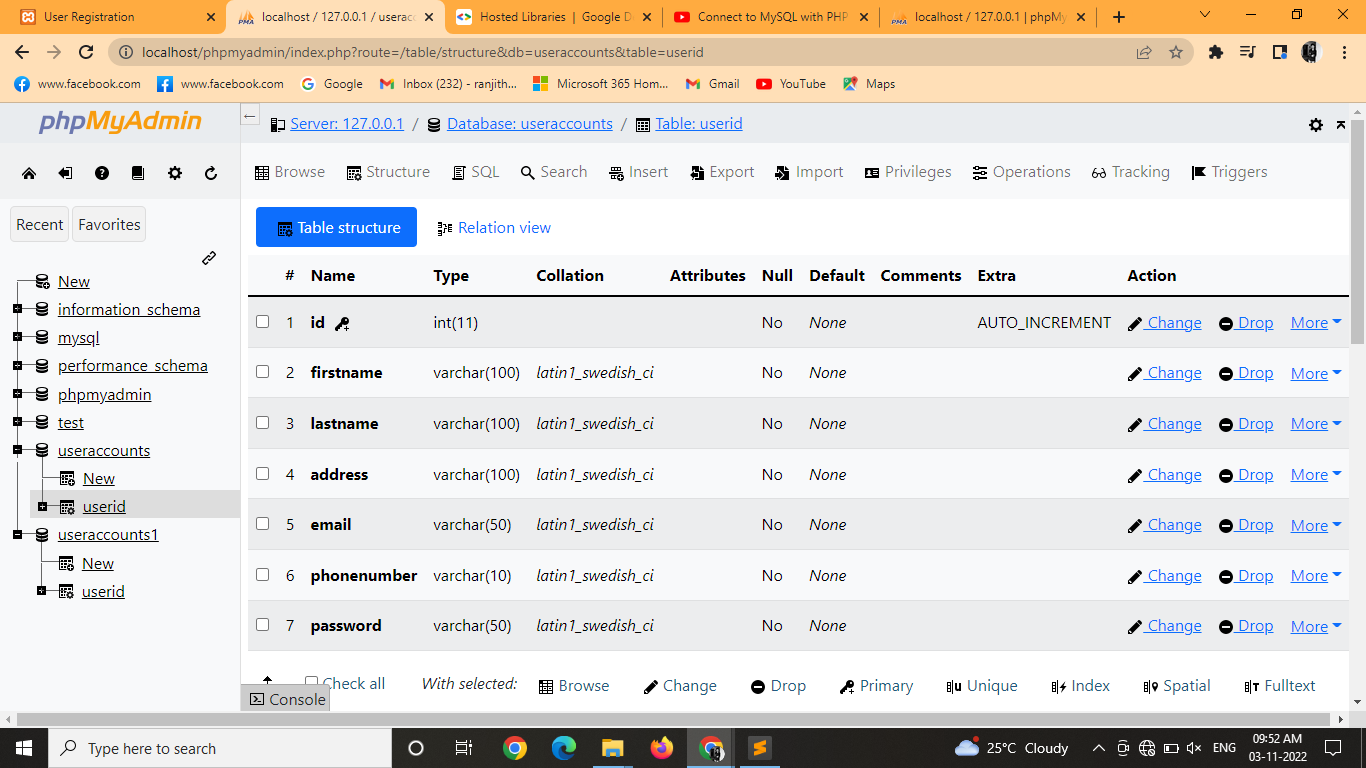 User Registration
localhost / 127.0.0.1 / userac
Hosted Libraries | Google D
Connect to MySQL with PHP
localhost / 127.0.0.1 | phpMy
localhost/phpmyadmin/index.php?route=/table/structure&db=useraccounts&table=userid
www.facebook.com www.facebook.com Google Inbox (232) - ranjith... Microsoft 365 Hom... Gmail YouTube Maps
phpMyAdmin
Recent Favorites
New
information_schema
mysql
performance_schema
phpmyadmin
test
useraccounts
New
userid
useraccounts1
New
userid
Server: 127.0.0.1 / Database: useraccounts / Table: userid
Browse Structure SQL Search Insert Export Import Privileges Operations Tracking Triggers
Table structure Relation view
# Name Type Collation Attributes Null Default Comments Extra Action
1 id int(11) No None AUTO_INCREMENT Change Drop More
2 firstname varchar(100) latin1_swedish_ci No None Change Drop More
3 lastname varchar(100) latin1_swedish_ci No None Change Drop More
4 address varchar(100) latin1_swedish_ci No None Change Drop More
5 email varchar(50) latin1_swedish_ci No None Change Drop More
6 phonenumber varchar(10) latin1_swedish_ci No None Change Drop More
7 password varchar(50) latin1_swedish_ci No None Change Drop More
Check all With selected: Browse Change Drop Primary Unique Index Spatial Fulltext
Console
Type here to search
25°C Cloudy
ENG
09:52 AM
03-11-2022